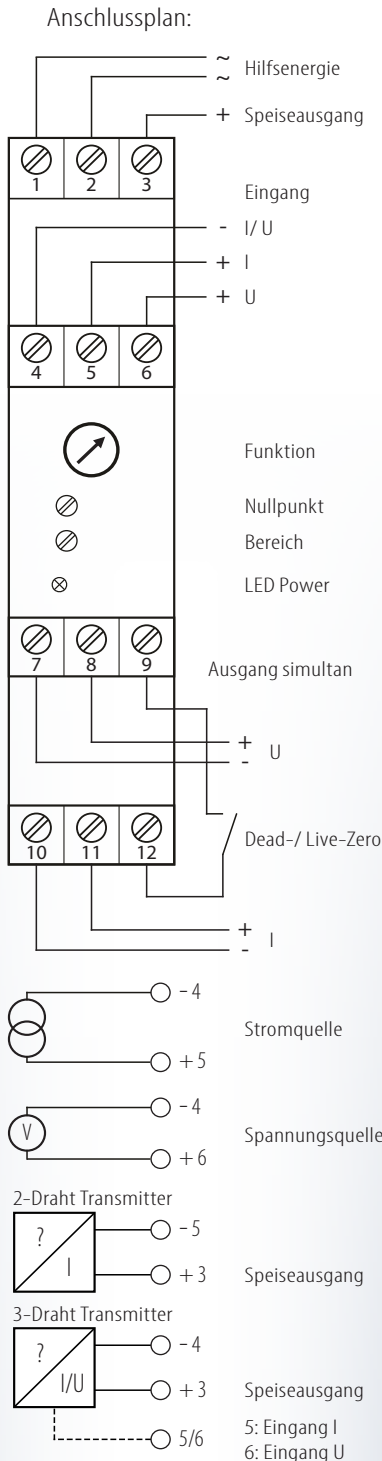 Anschlussplan:
~
~ Hilfsenergie
+ Speiseausgang
1 2 3
Eingang
- I/ U
+ I
+ U
4 5 6
Funktion
Nullpunkt
Bereich
LED Power
7 8 9
Ausgang simultan
+
- U
10 11 12
Dead-/ Live-Zero
+
- I
- 4
Stromquelle
+ 5
- 4
V Spannungsquelle
+ 6
2-Draht Transmitter
? - 5
I + 3 Speiseausgang
3-Draht Transmitter
? - 4
I/U + 3 Speiseausgang
5/6 5: Eingang I
6: Eingang U